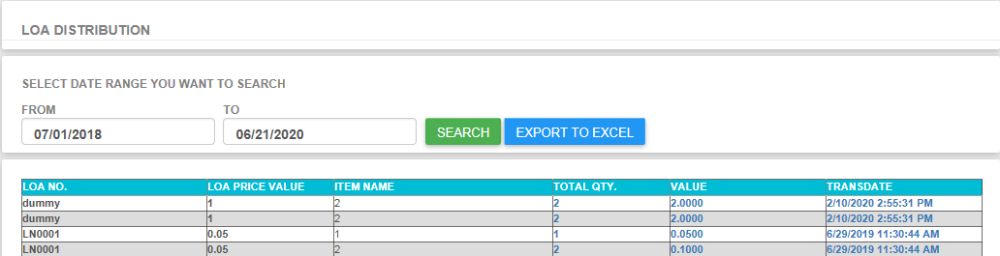 LOA DISTRIBUTION
SELECT DATE RANGE YOU WANT TO SEARCH
FROM TO
07/01/2018 06/21/2020 SEARCH EXPORT TO EXCEL
LOA NO. LOA PRICE VALUE ITEM NAME TOTAL QTY. VALUE TRANSDATE
dummy 1 2 2 2.0000 2/10/2020 2:55:31 PM
dummy 1 2 2 2.0000 2/10/2020 2:55:31 PM
LN0001 0.05 1 1 0.0500 6/29/2019 11:30:44 AM
LN0001 0.05 2 2 0.1000 6/29/2019 11:30:44 AM